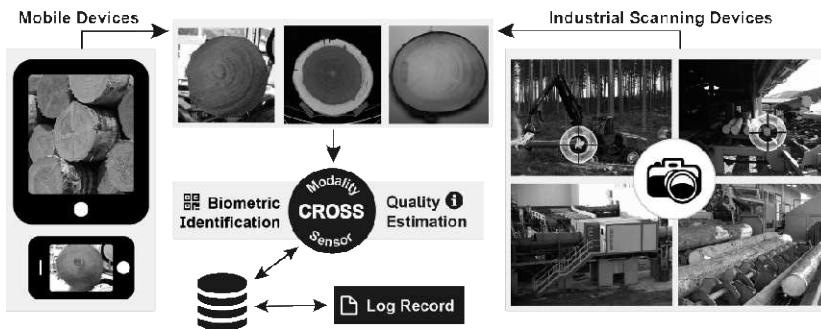 Mobile Devices
Industrial Scanning Devices
Biometric
Identification
Modality
CROSS
Sensor
Quality
Estimation
Log Record